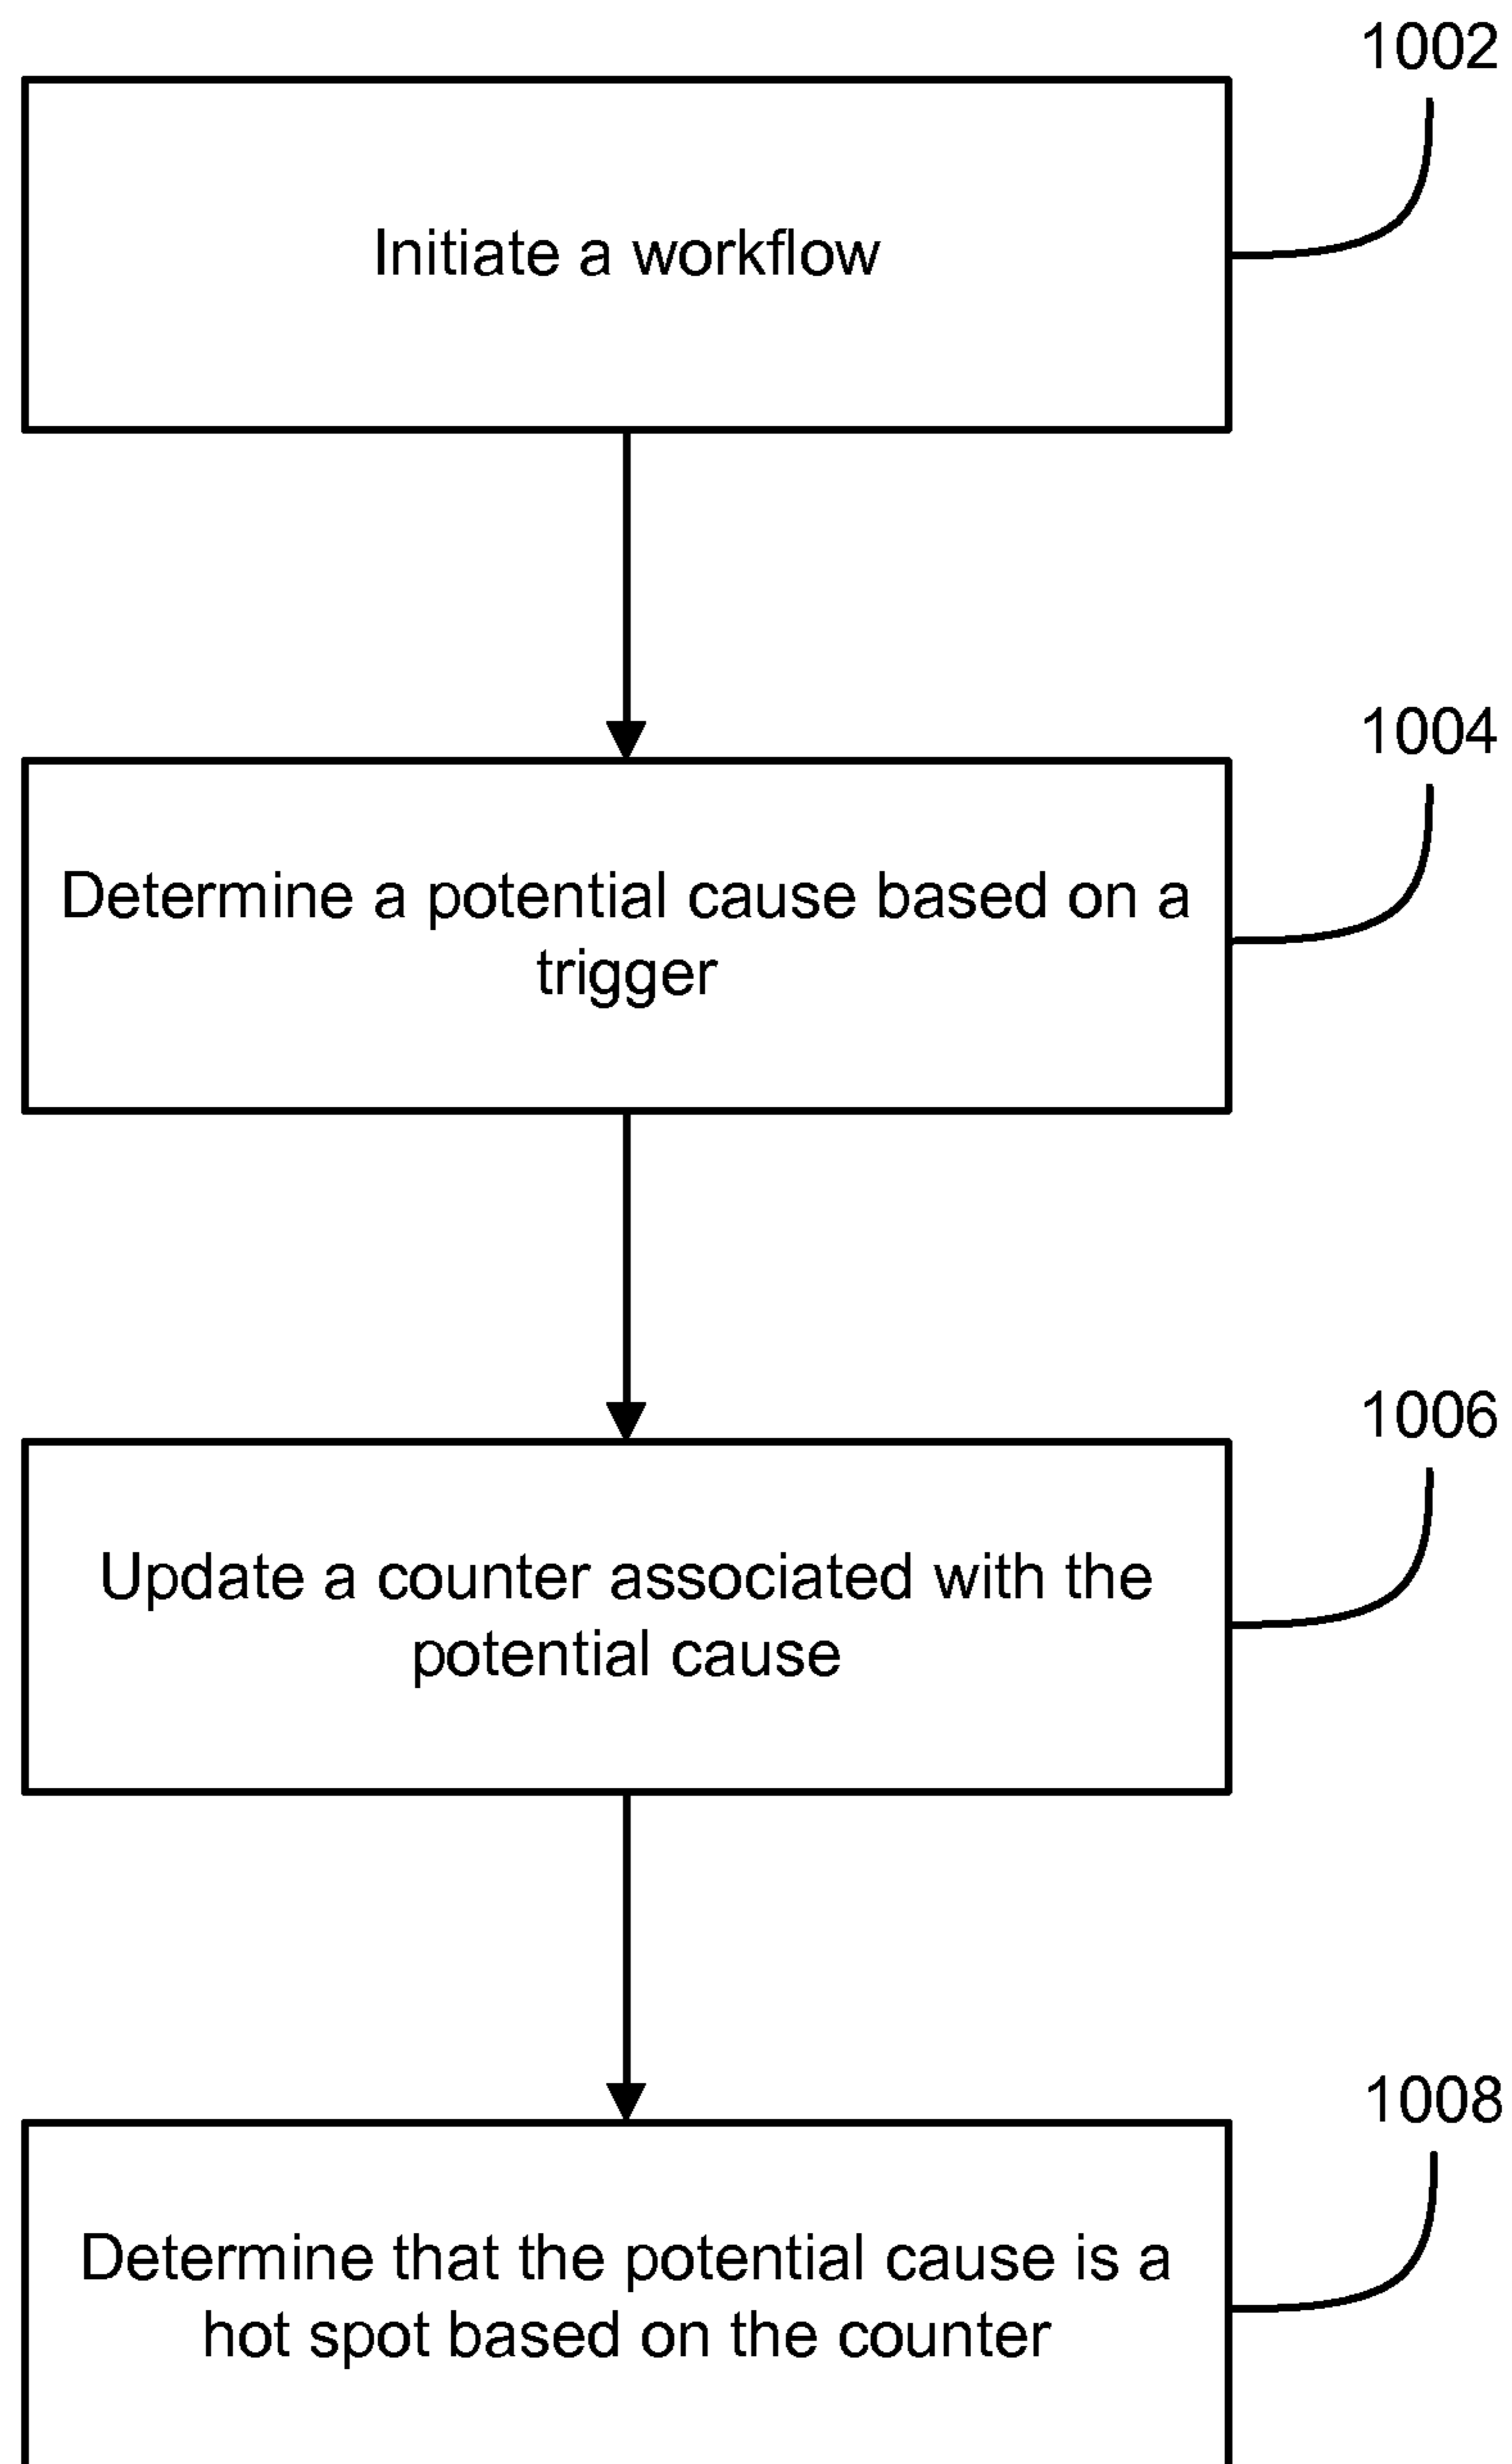 1002
Initiate a workflow
1004
Determine a potential cause based on a
trigger
1006
Update a counter associated with the
potential cause
1008
Determine that the potential cause is a
hot spot based on the counter